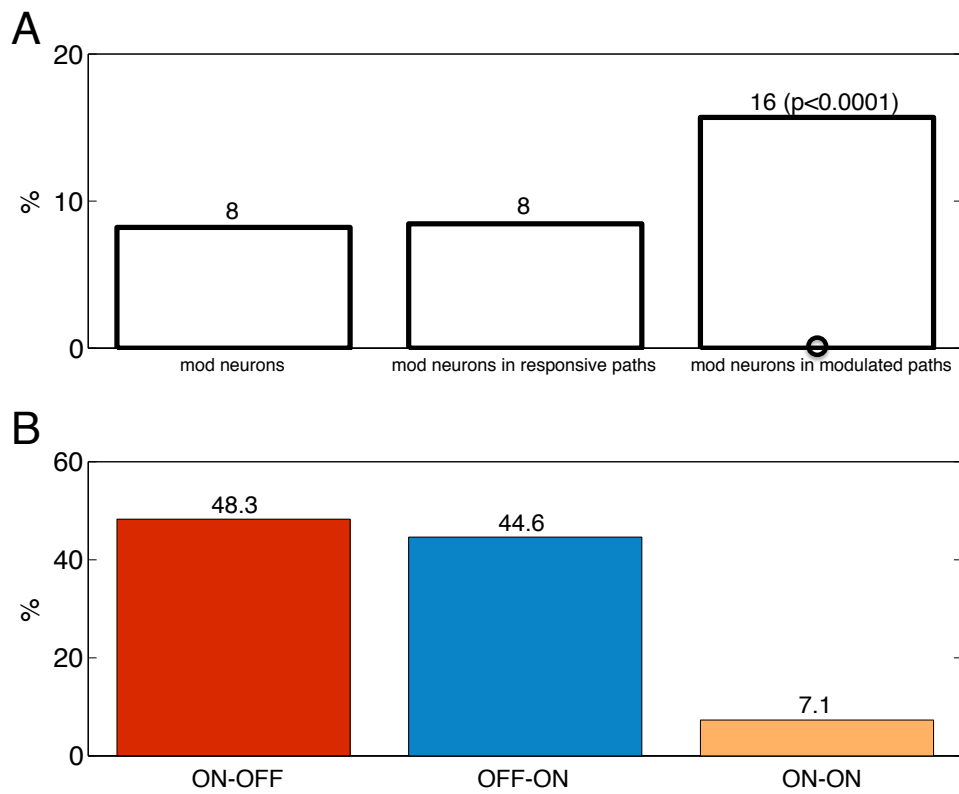 A
20
16 (p<0.0001)
%
10
8
8
0
mod neurons
mod neurons in responsive paths
mod neurons in modulated paths
B
60
48.3
44.6
40
%
20
7.1
0
ON-OFF
OFF-ON
ON-ON